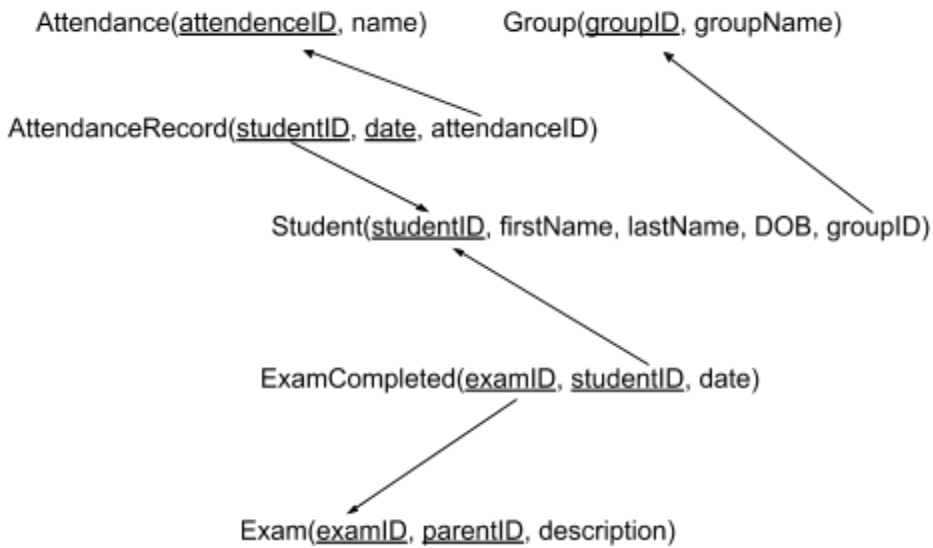 Attendance(attendenceID, name)
Group(groupID, groupName)
AttendanceRecord(studentID, date, attendanceID)
Student(studentID, firstName, lastName, DOB, groupID)
ExamCompleted(examID, studentID, date)
Exam(examID, parentID, description)